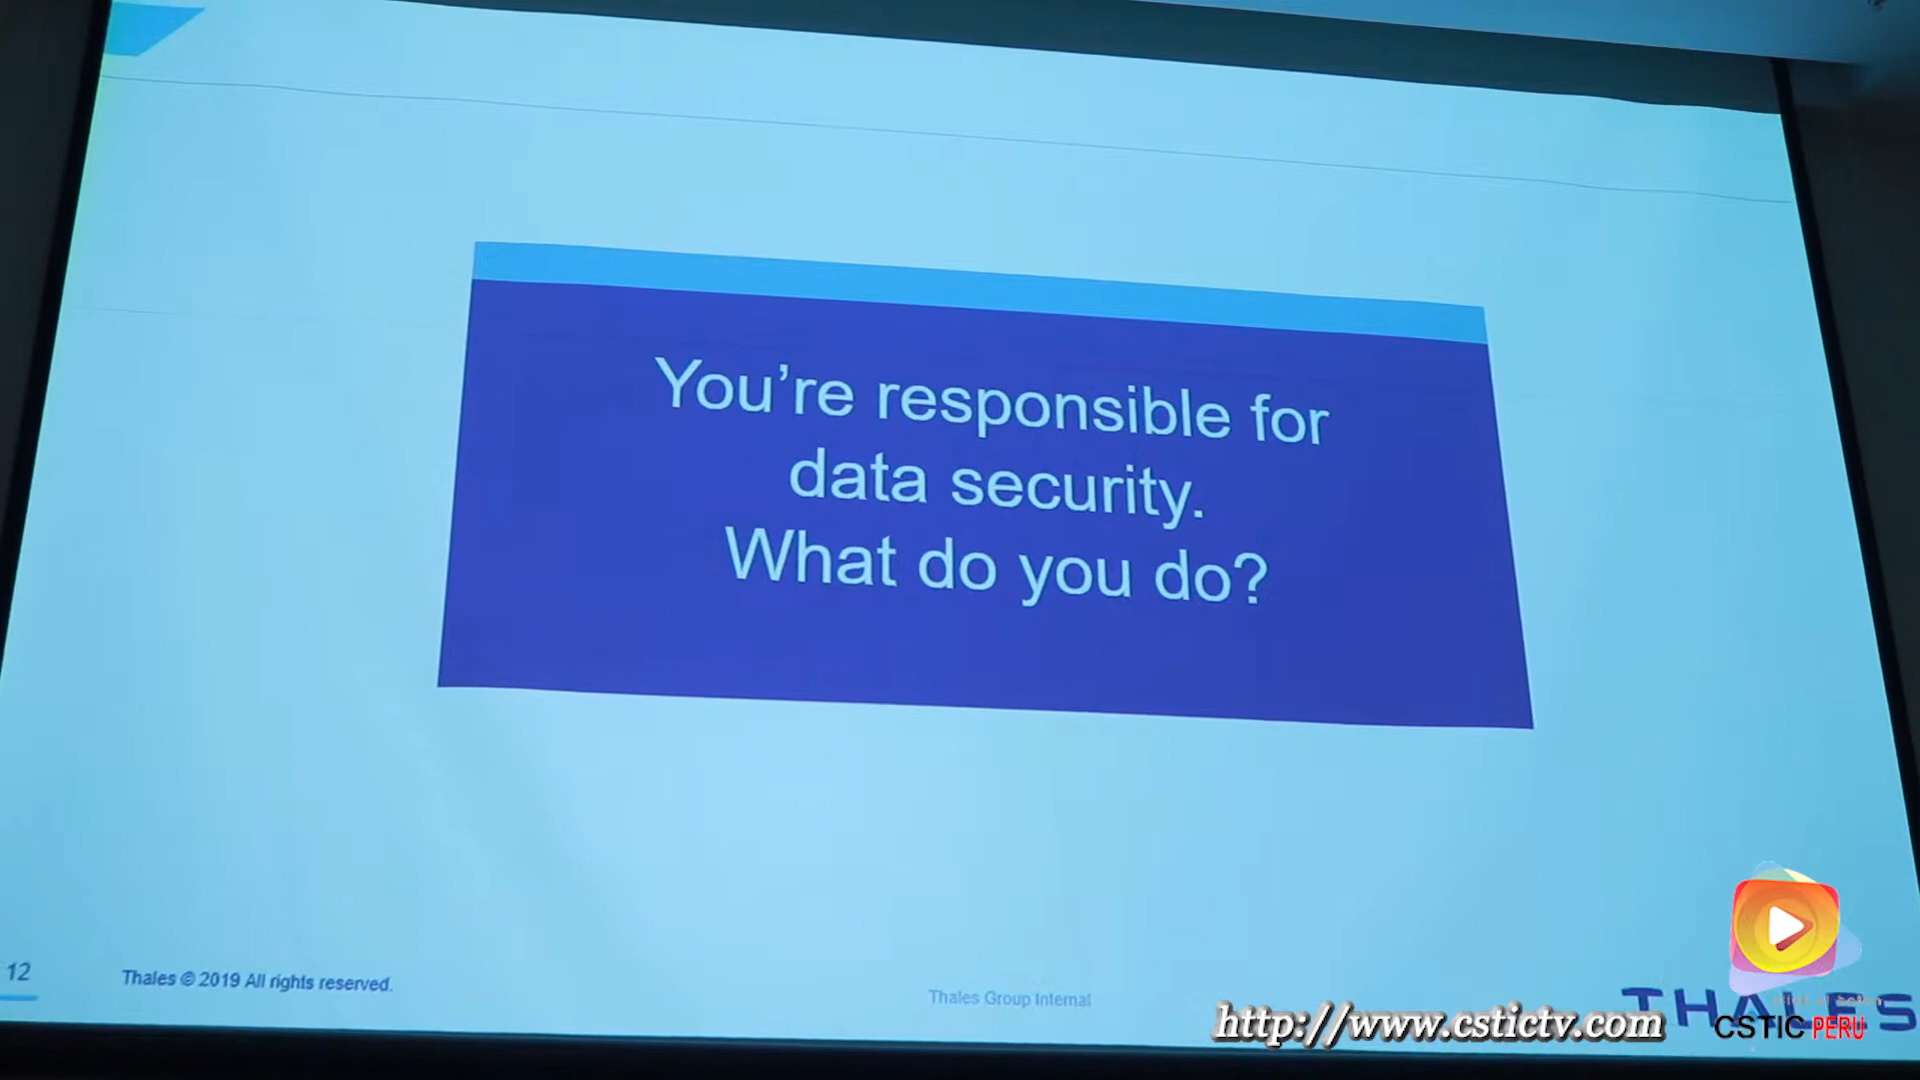 You're responsible for
data security.
What do you do?
12
Thales © 2019 All rights reserved.
Thales Group Internal
http://www.cstictv.com
THALES
CSTIC PERU